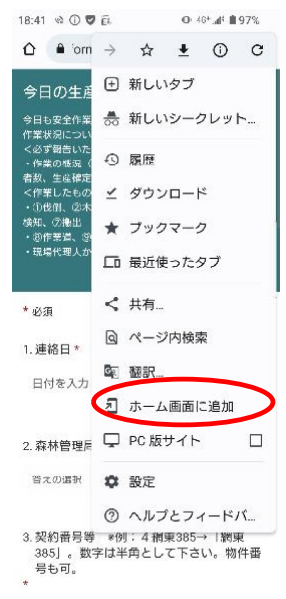 18:41
4G+ 97%
'orn
新しいタブ
新しいシークレット…
履歴
ダウンロード
ブックマーク
最近使ったタブ
共有...
ページ内検索
翻訳...
ホーム画面に追加
PC 版サイト
設定
ヘルプとフィードバ...
今日の生産
今日も安全作業
作業状況につい
<必ず報告いた
・作業の概況(
者数、生産確定
<作業したもの
・①伐倒、②木
検知、⑦搬出
・⑧作業道、⑨
・現場代理人か
* 必須
1. 連絡日 *
日付を入力
2. 森林管理局
答えの選択
3. 契約番号等 *例：4網東385→「網東
385」。数字は半角として下さい。物件番
号も可。
*